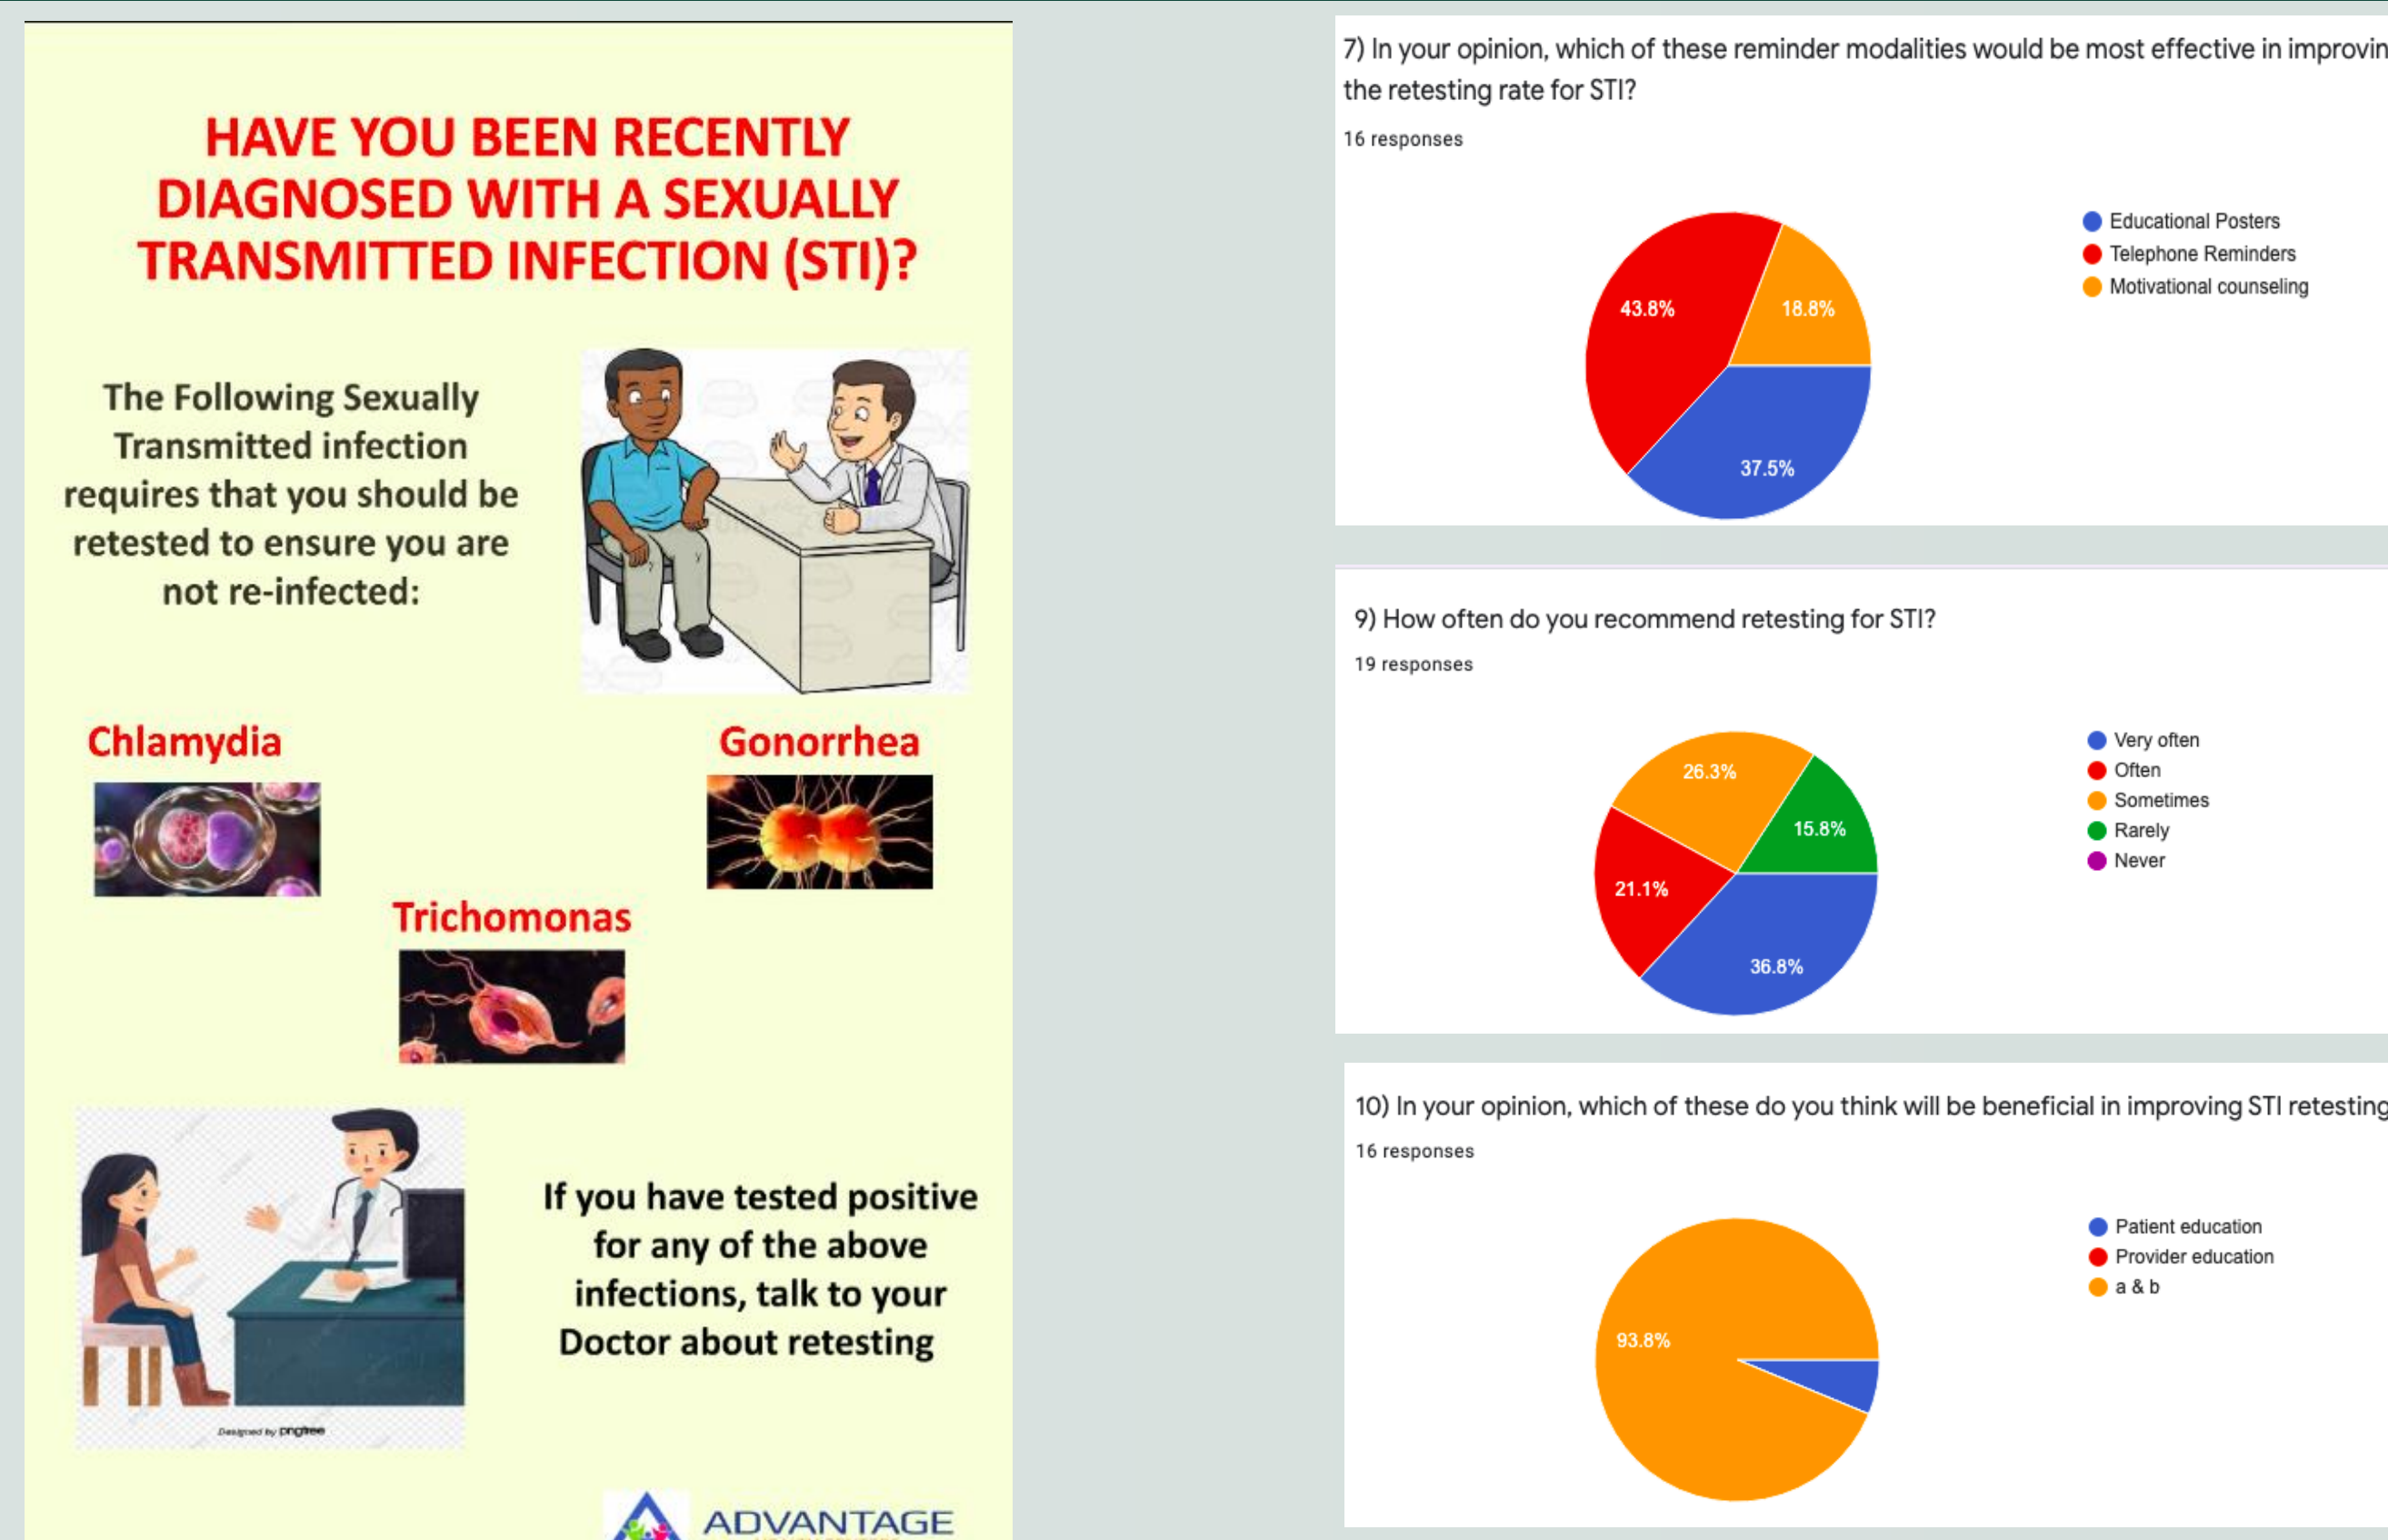 HAVE YOU BEEN RECENTLY
DIAGNOSED WITH A SEXUALLY
TRANSMITTED INFECTION (STI)?
The Following Sexually
Transmitted infection
requires that you should be
retested to ensure you are
not re-infected:
Chlamydia
Gonorrhea
Trichomonas
If you have tested positive
for any of the above
infections, talk to your
Doctor about retesting
Designed by pngtree
ADVANTAGE
7) In your opinion, which of these reminder modalities would be most effective in improvin
the retesting rate for STI?
16 responses
Educational Posters
Telephone Reminders
Motivational counseling
43.8%
18.8%
37.5%
9) How often do you recommend retesting for STI?
19 responses
Very often
Often
Sometimes
Rarely
Never
26.3%
15.8%
21.1%
36.8%
10) In your opinion, which of these do you think will be beneficial in improving STI retesting
16 responses
Patient education
Provider education
a & b
93.8%